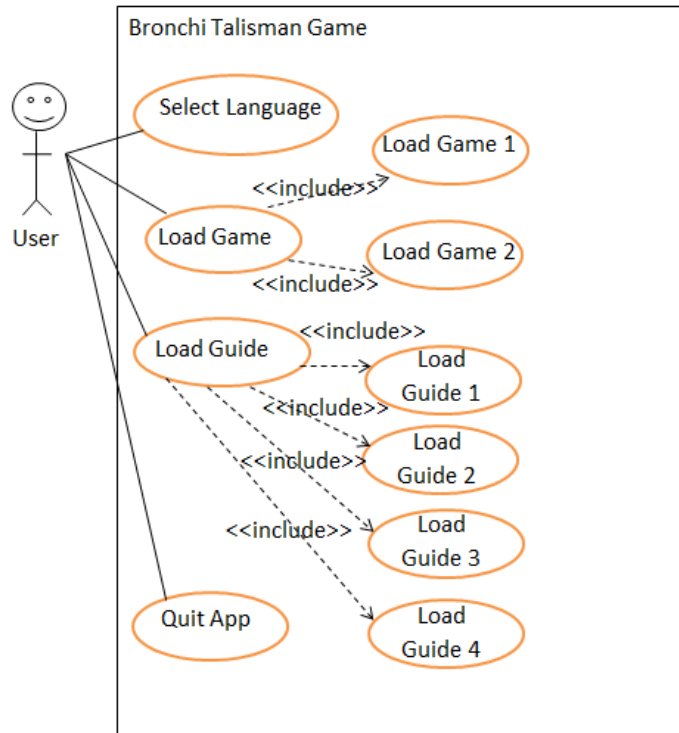 Bronchi Talisman Game
Select Language
Load Game 1
<<include>>
User
Load Game
Load Game 2
<<include>>
<<include>>
Load Guide
Load
Guide 1
<<include>>
Load
Guide 2
<<include>>
Load
Guide 3
<<include>>
Quit App
Load
Guide 4